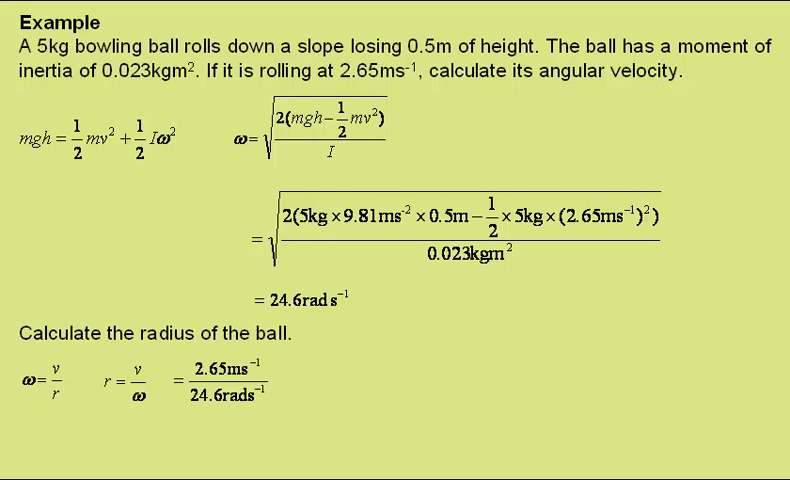 Example
A 5kg bowling ball rolls down a slope losing 0.5m of height. The ball has a moment of
inertia of 0.023kgm². If it is rolling at 2.65ms⁻¹, calculate its angular velocity.
mgh = 1/2 mv² + 1/2 Iω² ω = √(2(mgh − 1/2 mv²) / I)
= √(2(5kg × 9.81ms⁻² × 0.5m − 1/2 × 5kg × (2.65ms⁻¹)²) / 0.023kgm²)
= 24.6rad s⁻¹
Calculate the radius of the ball.
ω = v/r r = v/ω = 2.65ms⁻¹ / 24.6rads⁻¹